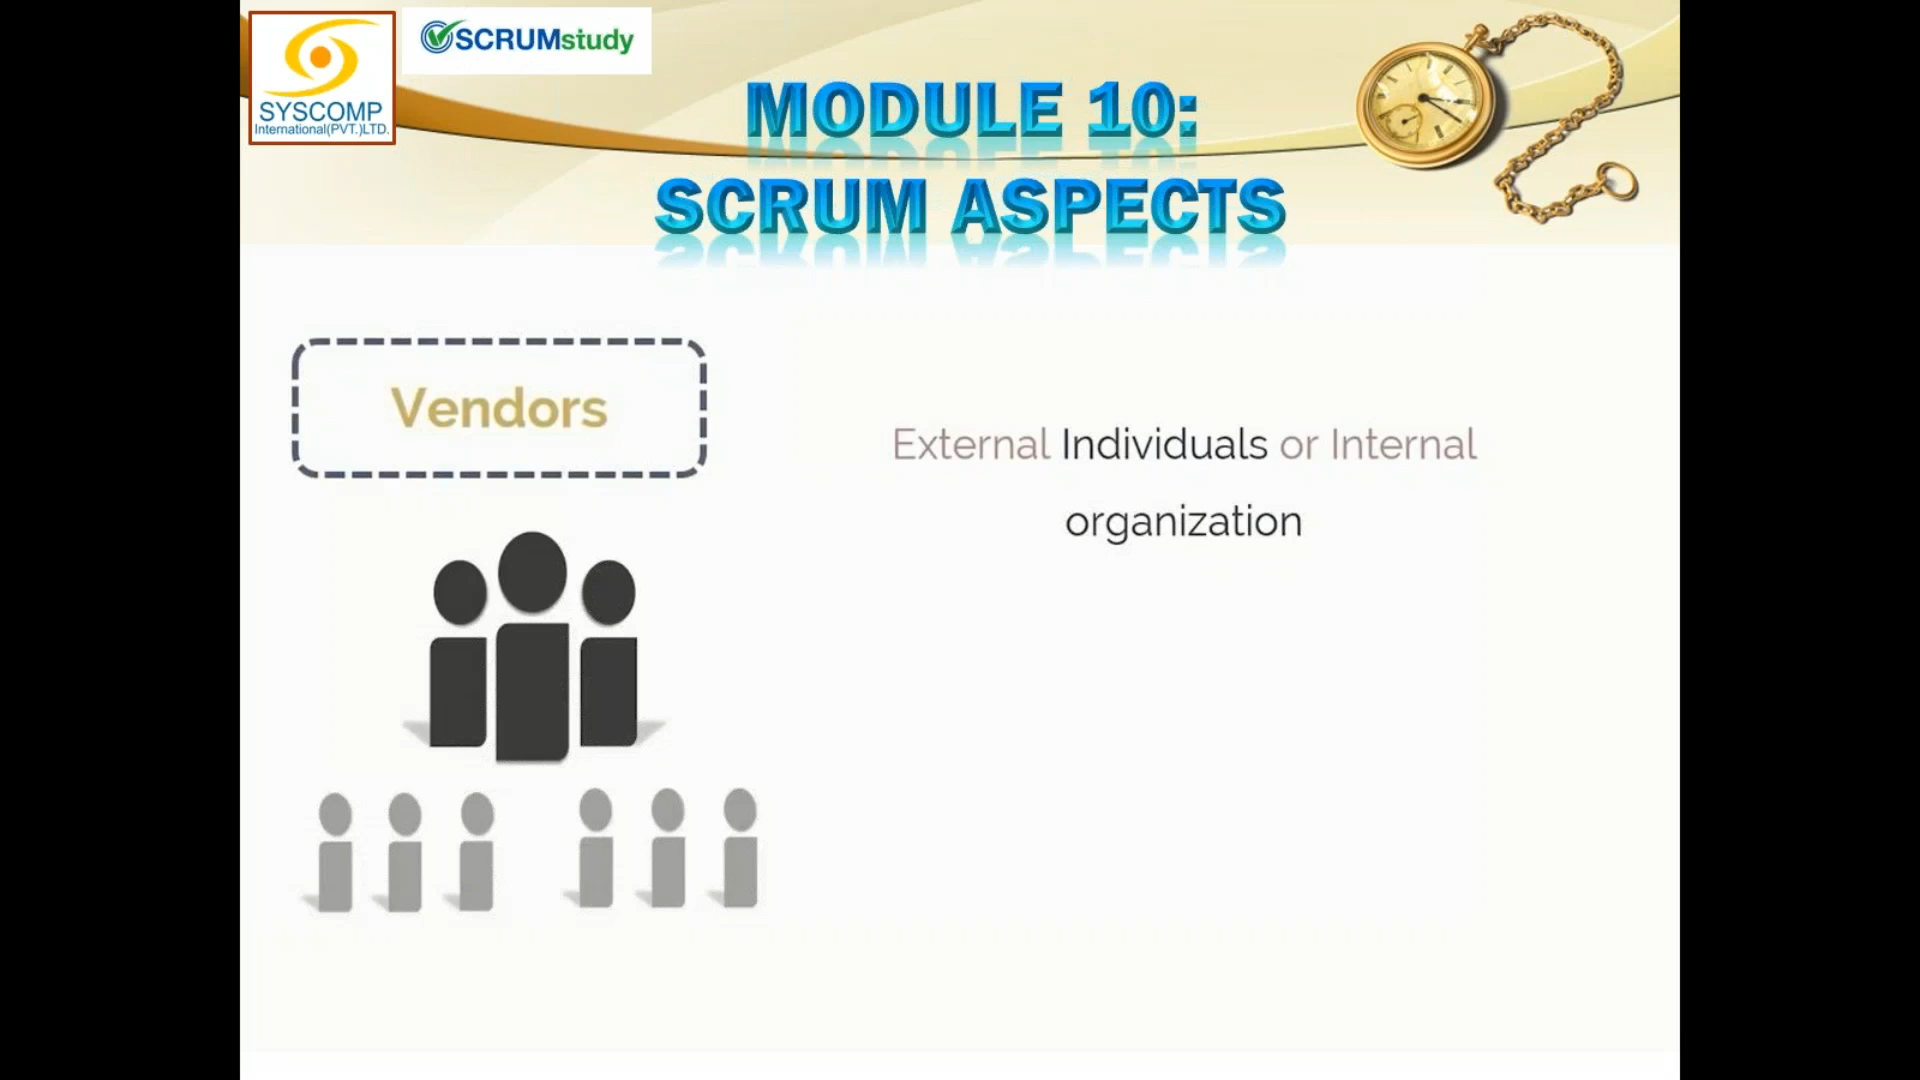 SYSCOMP
International(PVT.)LTD.
SCRUMstudy
MODULE 10:
SCRUM ASPECTS
Vendors
External Individuals or Internal
organization